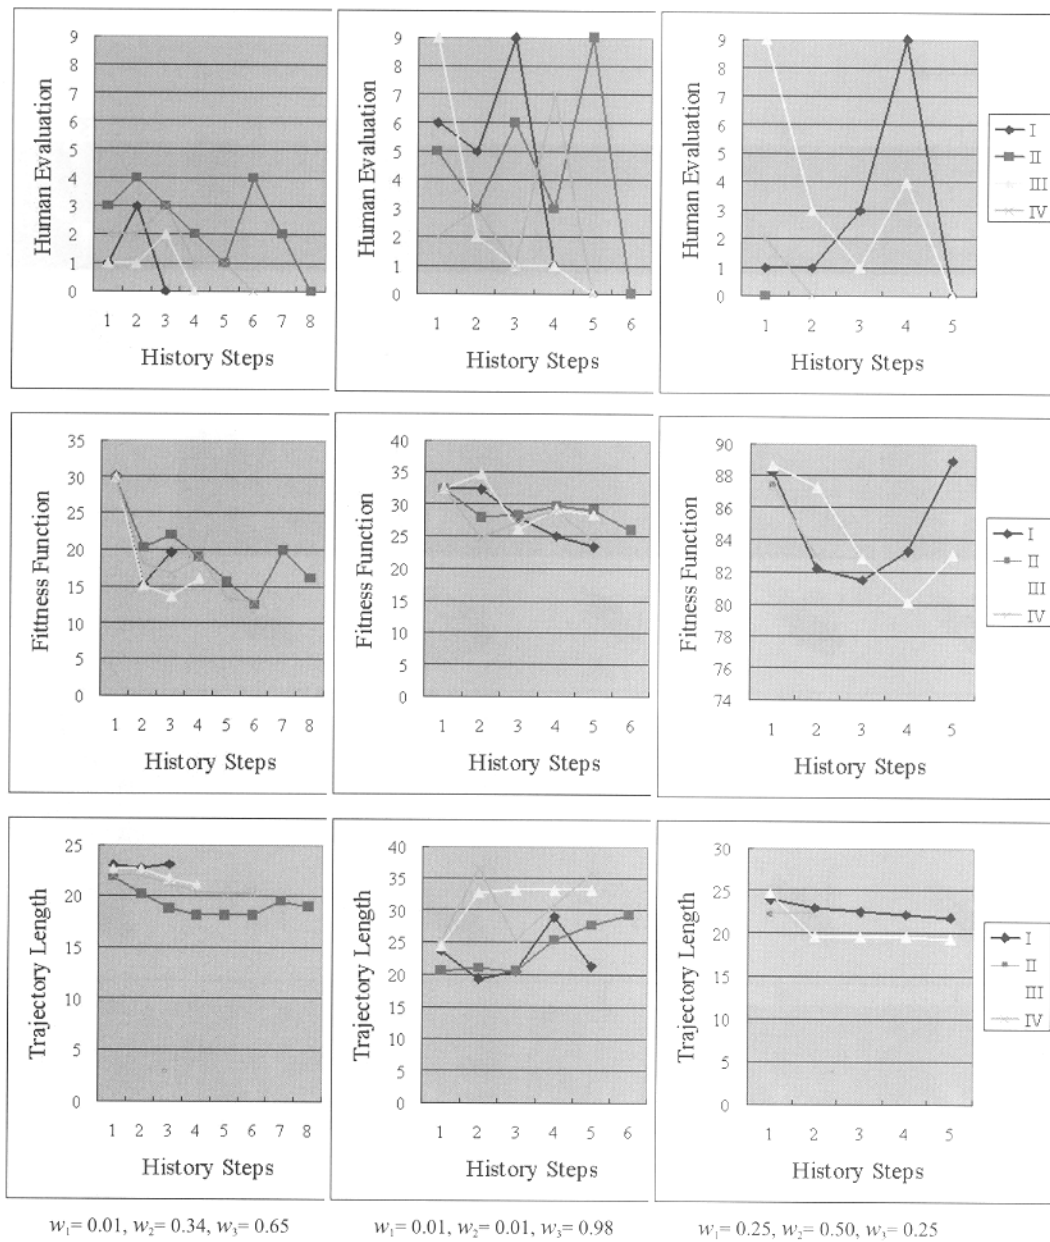 9
8
7
6
5
4
3
2
1
0
Human Evaluation
1 2 3 4 5 6 7 8
History Steps
9
8
7
6
5
4
3
2
1
0
Human Evaluation
1 2 3 4 5 6
History Steps
9
8
7
6
5
4
3
2
1
0
Human Evaluation
1 2 3 4 5
History Steps
I
II
III
IV
35
30
25
20
15
10
5
0
Fittness Function
1 2 3 4 5 6 7 8
History Steps
40
35
30
25
20
15
10
5
0
Fitness Function
1 2 3 4 5 6
History Steps
90
88
86
84
82
80
78
76
74
Fitness Function
1 2 3 4 5
History Steps
I
II
III
IV
25
20
15
10
5
0
Trajectory Length
1 2 3 4 5 6 7 8
History Steps
40
35
30
25
20
15
10
5
0
Trajectory Length
1 2 3 4 5 6
History Steps
30
25
20
15
10
5
0
Trajectory Length
1 2 3 4 5
History Steps
I
II
III
IV
w₁= 0.01, w₂= 0.34, w₃= 0.65
w₁= 0.01, w₂= 0.01, w₃= 0.98
w₁= 0.25, w₂= 0.50, w₃= 0.25